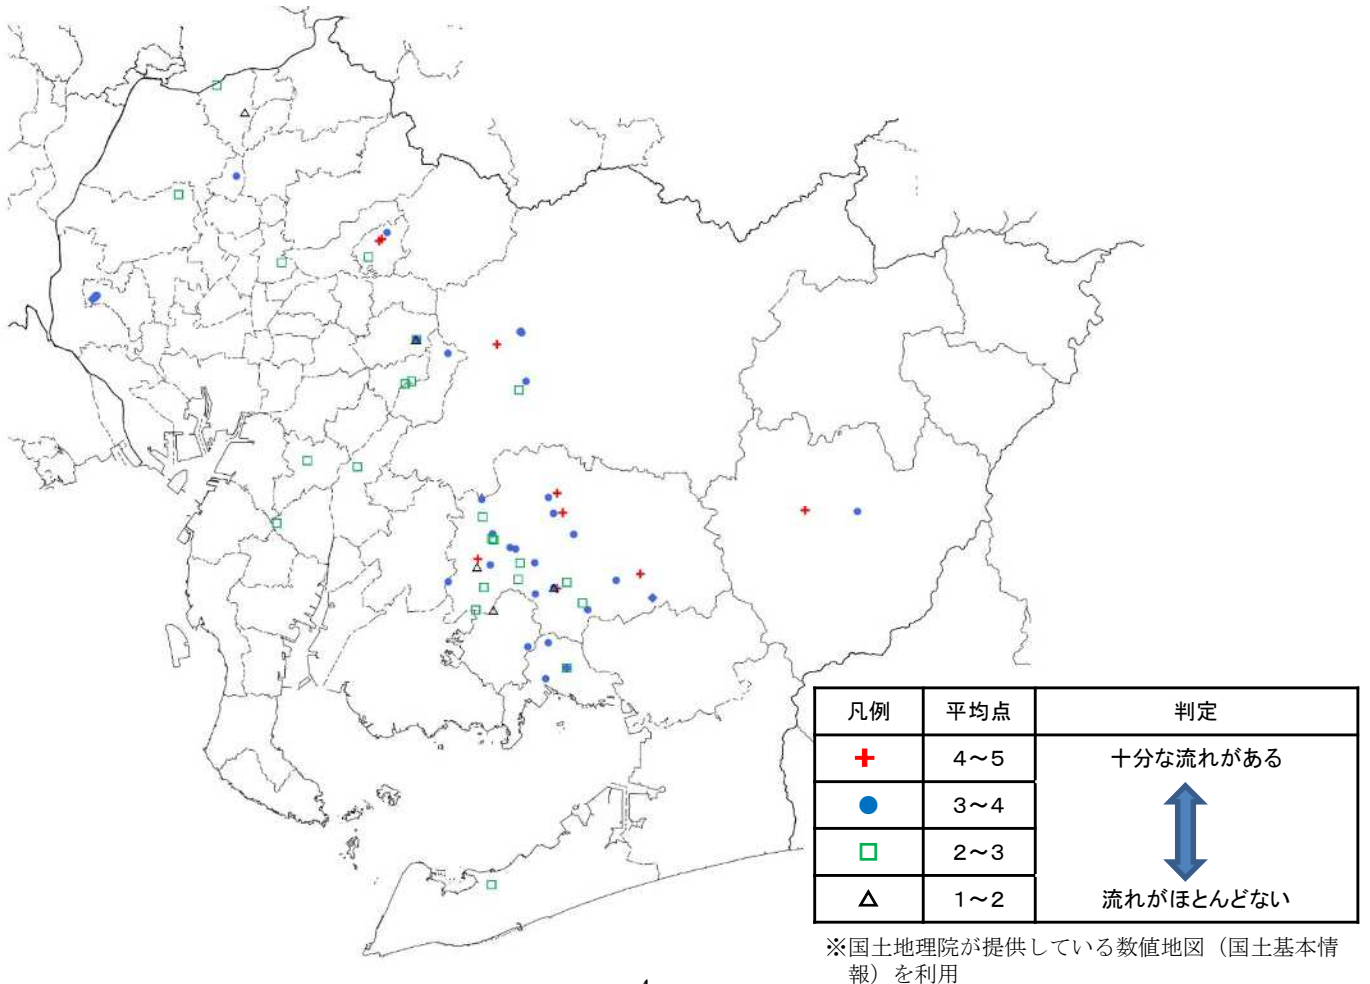 凡例 平均点 判定
4～5 十分な流れがある
3～4
2～3
1～2 流れがほとんどない
※国土地理院が提供している数値地図（国土基本情
報）を利用